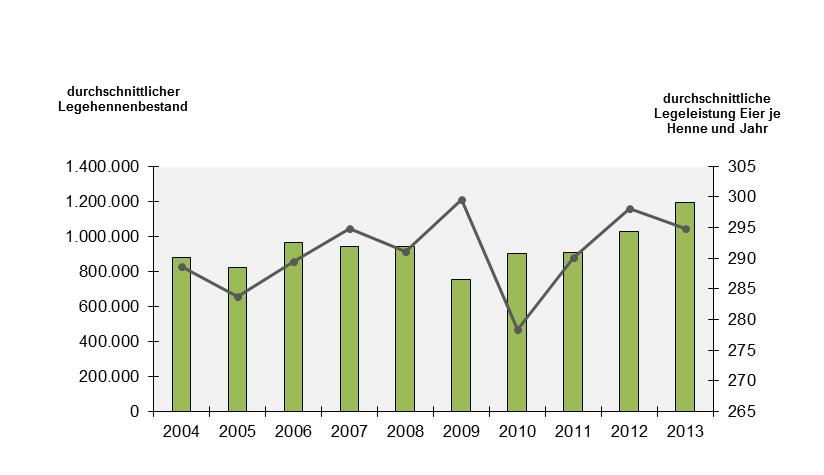 durchschnittlicher
Legehennenbestand
durchschnittliche
Legeleistung Eier je
Henne und Jahr
1.400.000
1.200.000
1.000.000
800.000
600.000
400.000
200.000
0
305
300
295
290
285
280
275
270
265
2004 2005 2006 2007 2008 2009 2010 2011 2012 2013